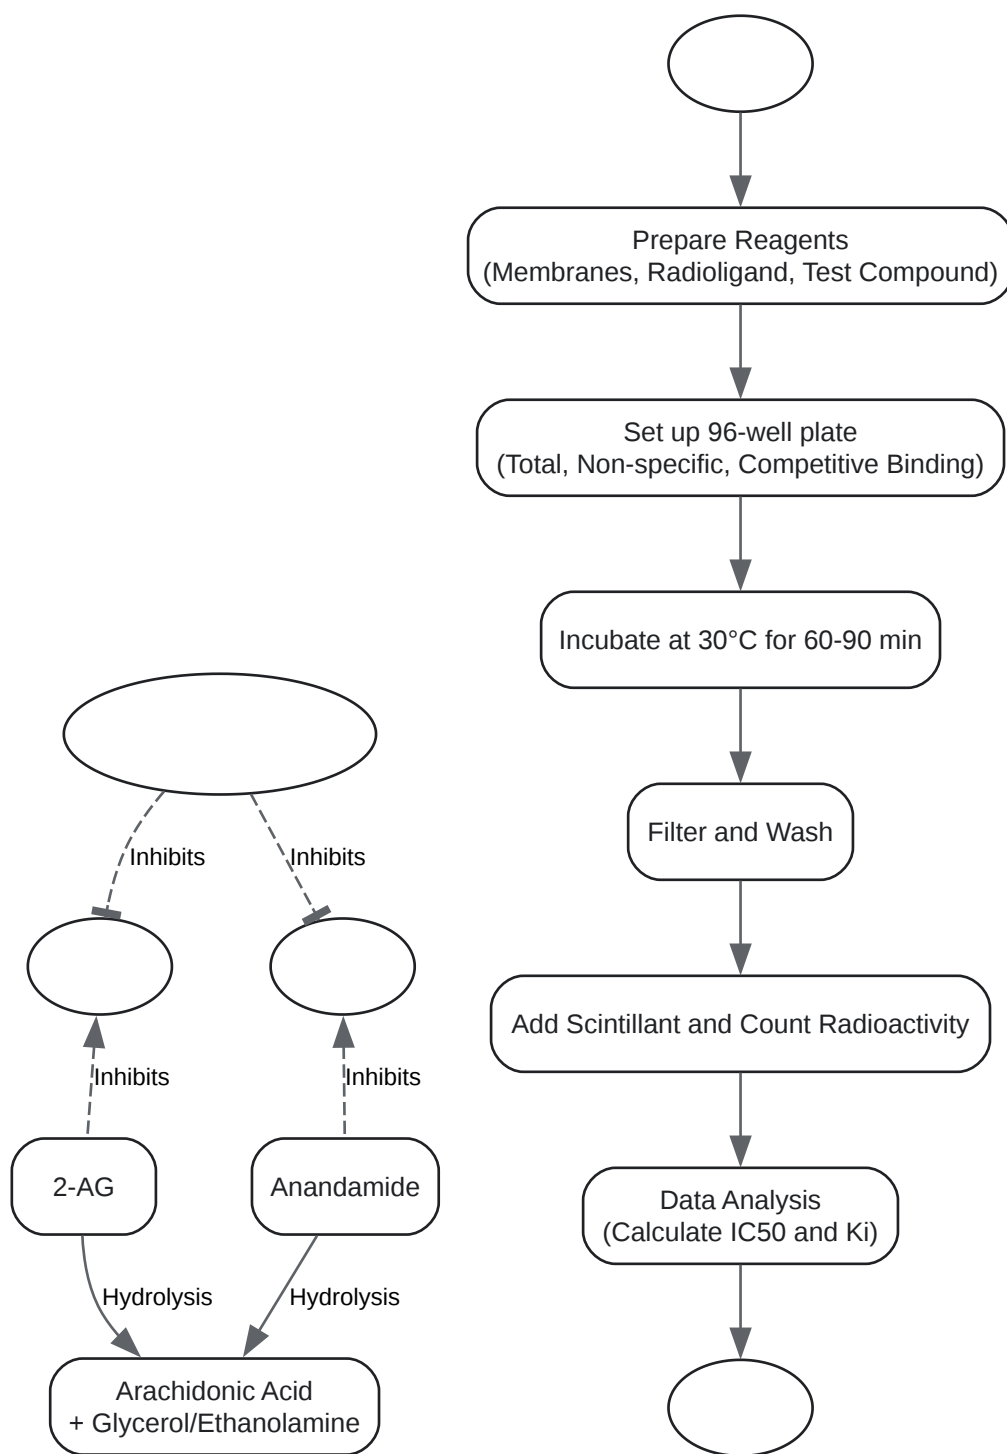 Prepare Reagents
(Membranes, Radioligand, Test Compound)
Set up 96-well plate
(Total, Non-specific, Competitive Binding)
Incubate at 30°C for 60-90 min
Filter and Wash
Add Scintillant and Count Radioactivity
Data Analysis
(Calculate IC50 and Ki)
Inhibits
Inhibits
Inhibits
Inhibits
2-AG
Anandamide
Hydrolysis
Hydrolysis
Arachidonic Acid
+ Glycerol/Ethanolamine